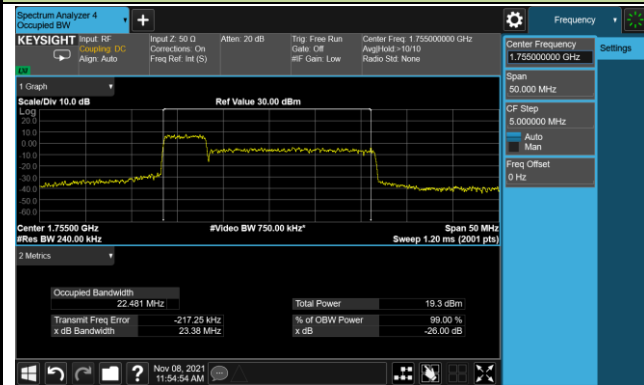 Spectrum Analyzer 4
Occupied BW
Frequency
KEYSIGHT
Input: RF
Coupling: DC
Align: Auto
Input Z: 50 Ω
Corrections: On
Freq Ref: Int (S)
Atten: 20 dB
Trig: Free Run
Gate: Off
#IF Gain: Low
Center Freq: 1.755000000 GHz
Avg|Hold:>10/10
Radio Std: None
Center Frequency
1.755000000 GHz
Settings
Span
50.000 MHz
CF Step
5.000000 MHz
Auto
Man
Freq Offset
0 Hz
1 Graph
Scale/Div 10.0 dB
Ref Value 30.00 dBm
Log
20.0
10.0
0.00
-10.0
-20.0
-30.0
-40.0
-50.0
-60.0
Center 1.75500 GHz
#Video BW 750.00 kHz*
Span 50 MHz
#Res BW 240.00 kHz
Sweep 1.20 ms (2001 pts)
2 Metrics
Occupied Bandwidth
22.481 MHz
Total Power
19.3 dBm
Transmit Freq Error
-217.25 kHz
% of OBW Power
99.00 %
x dB Bandwidth
23.38 MHz
x dB
-26.00 dB
Nov 08, 2021
11:54:54 AM